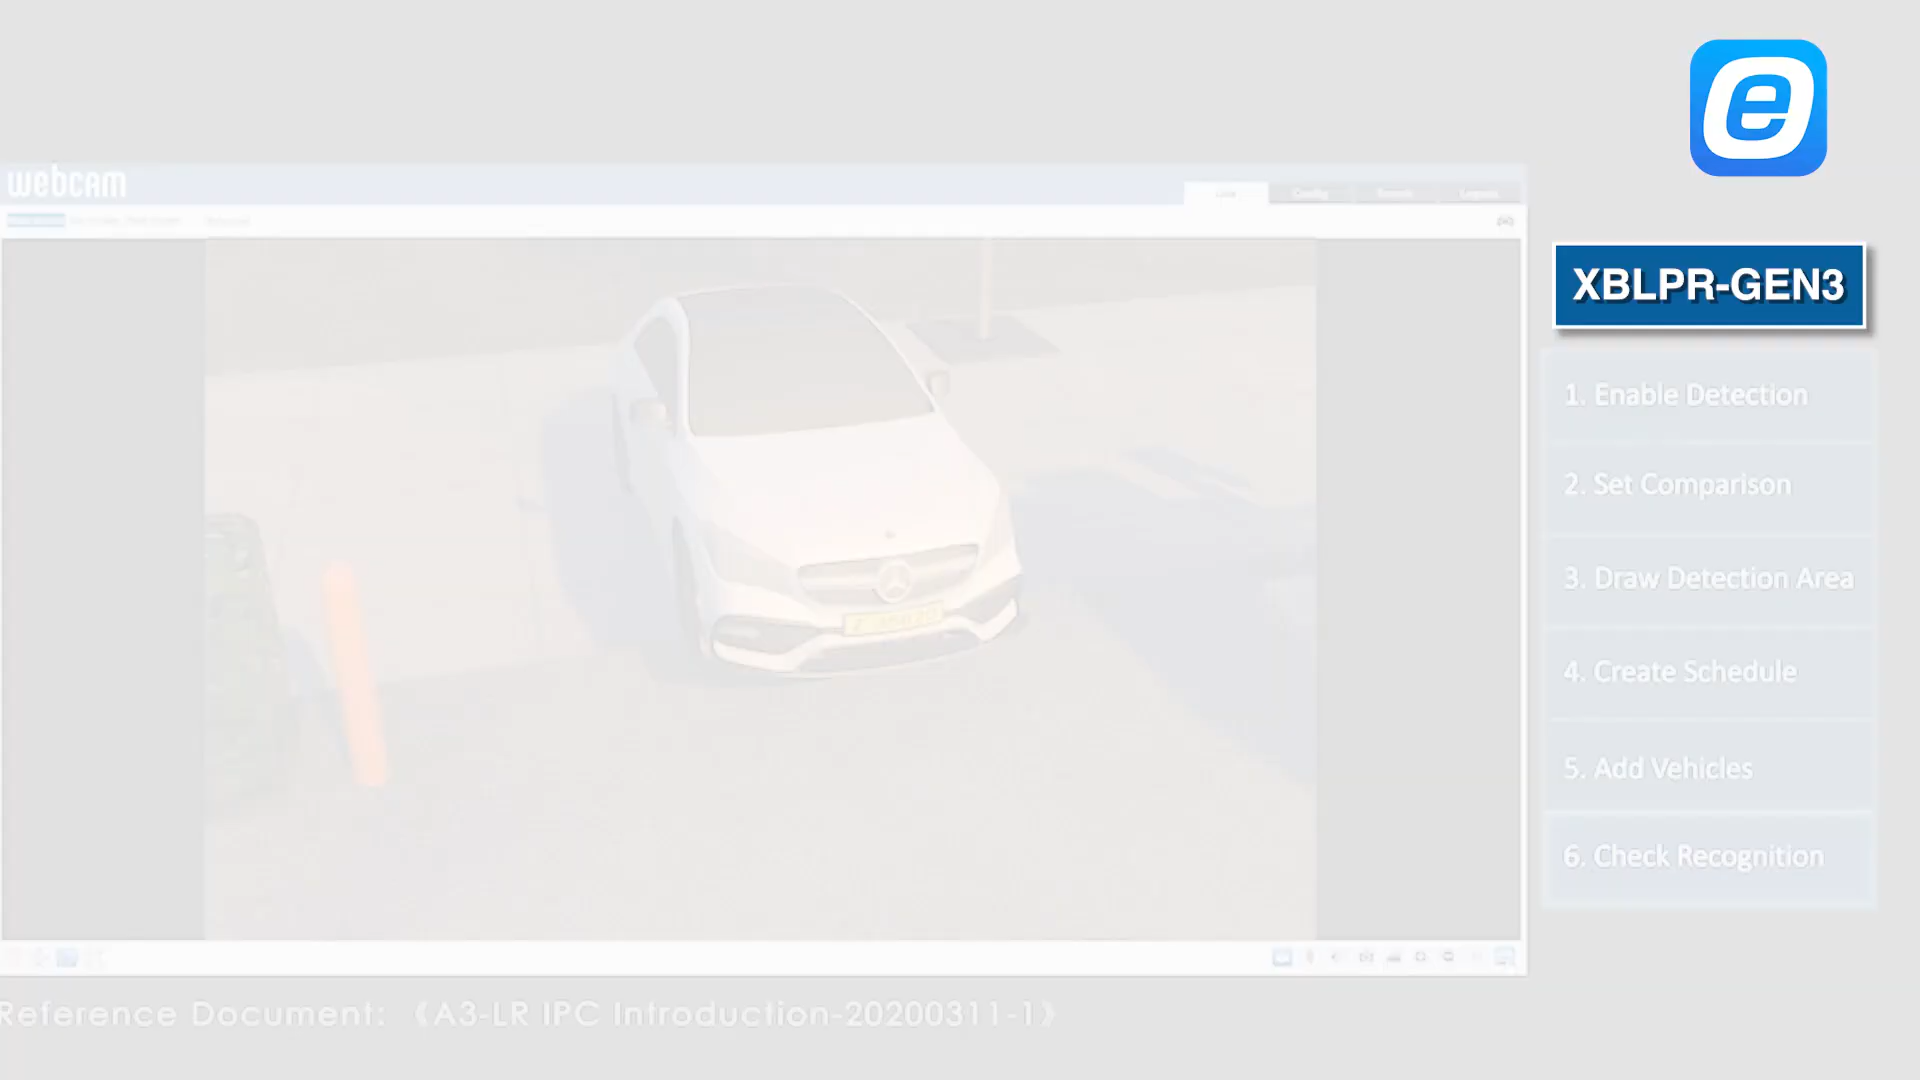 e
webcam
XBLPR-GEN3
1. Enable Detection
2. Set Comparison
3. Draw Detection Area
4. Create Schedule
5. Add Vehicles
6. Check Recognition
Reference Document: 《A3-LR IPC Introduction-20200311-1》